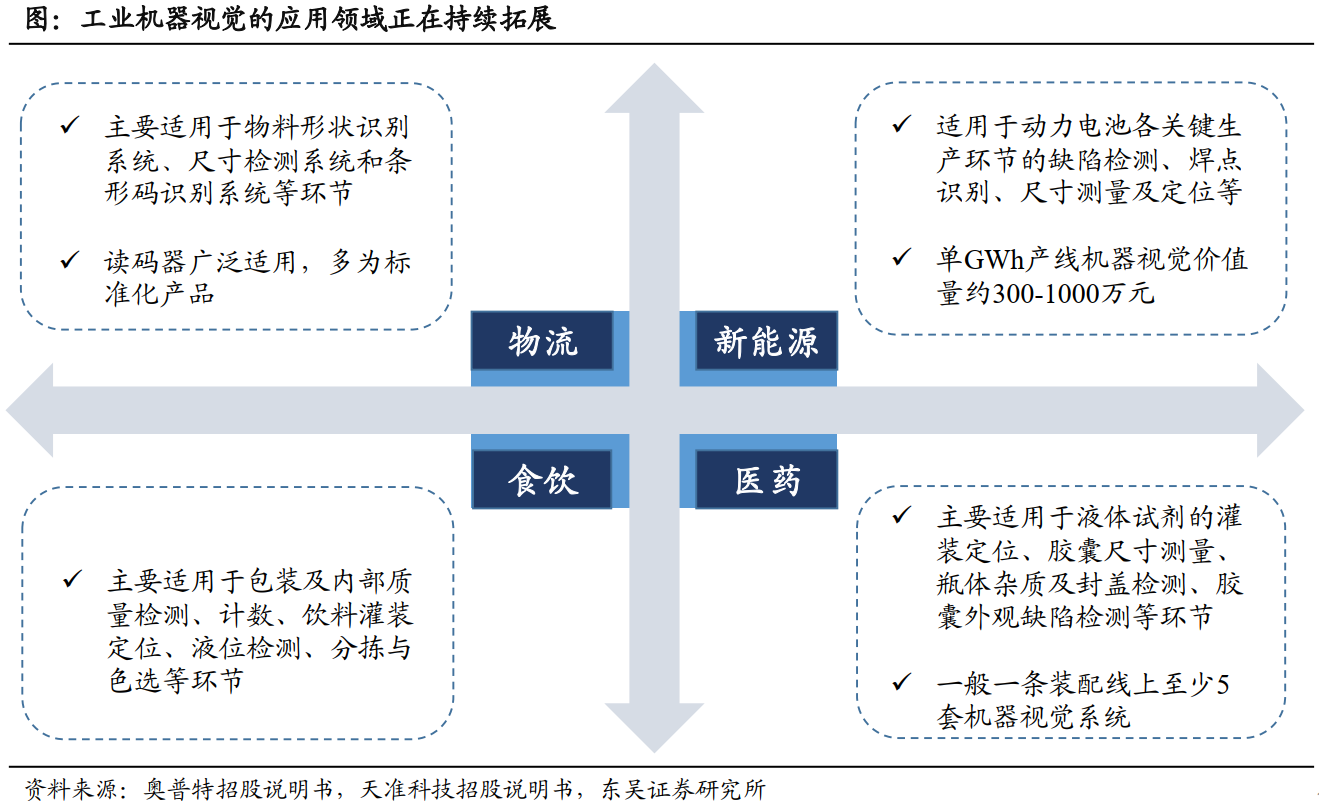 图：工业机器视觉的应用领域正在持续拓展
✓ 主要适用于物料形状识别
系统、尺寸检测系统和条
形码识别系统等环节
✓ 读码器广泛适用，多为标
准化产品
✓ 适用于动力电池各关键生
产环节的缺陷检测、焊点
识别、尺寸测量及定位等
✓ 单GWh产线机器视觉价值
量约300-1000万元
物流
新能源
食饮
医药
✓ 主要适用于包装及内部质
量检测、计数、饮料灌装
定位、液位检测、分拣与
色选等环节
✓ 主要适用于液体试剂的灌
装定位、胶囊尺寸测量、
瓶体杂质及封盖检测、胶
囊外观缺陷检测等环节
✓ 一般一条装配线上至少5
套机器视觉系统
资料来源：奥普特招股说明书，天准科技招股说明书，东吴证券研究所